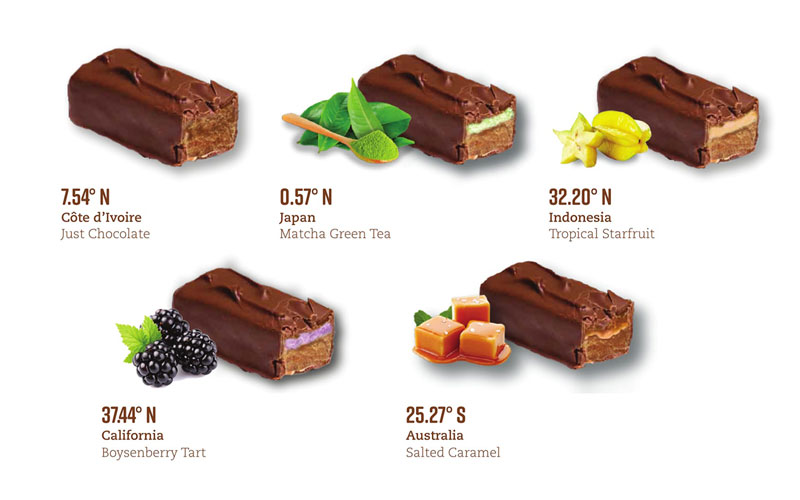 7.54° N
Côte d’Ivoire
Just Chocolate
0.57° N
Japan
Matcha Green Tea
32.20° N
Indonesia
Tropical Starfruit
37.44° N
California
Boysenberry Tart
25.27° S
Australia
Salted Caramel